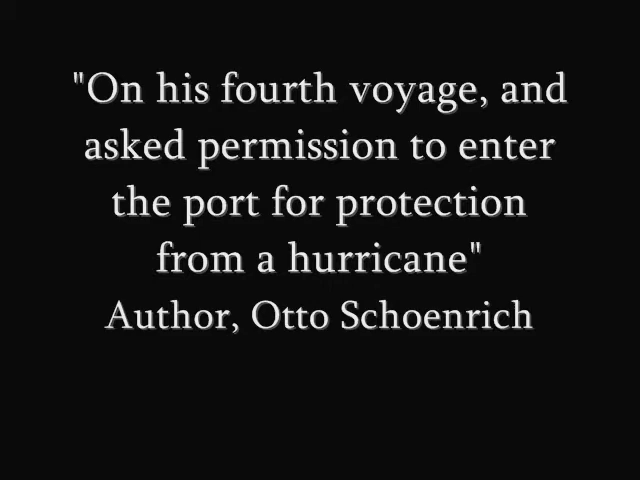 "On his fourth voyage, and
asked permission to enter
the port for protection
from a hurricane"
Author, Otto Schoenrich